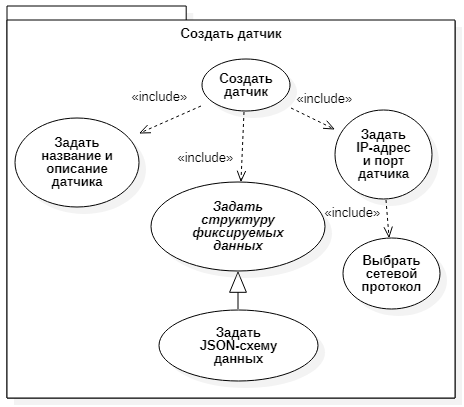 Создать датчик
Создать
датчик
«include»
«include»
Задать
название и
описание
датчика
«include»
Задать
IP-адрес
и порт
датчика
Задать
структуру
фиксируемых
данных
«include»
Выбрать
сетевой
протокол
Задать
JSON-схему
данных